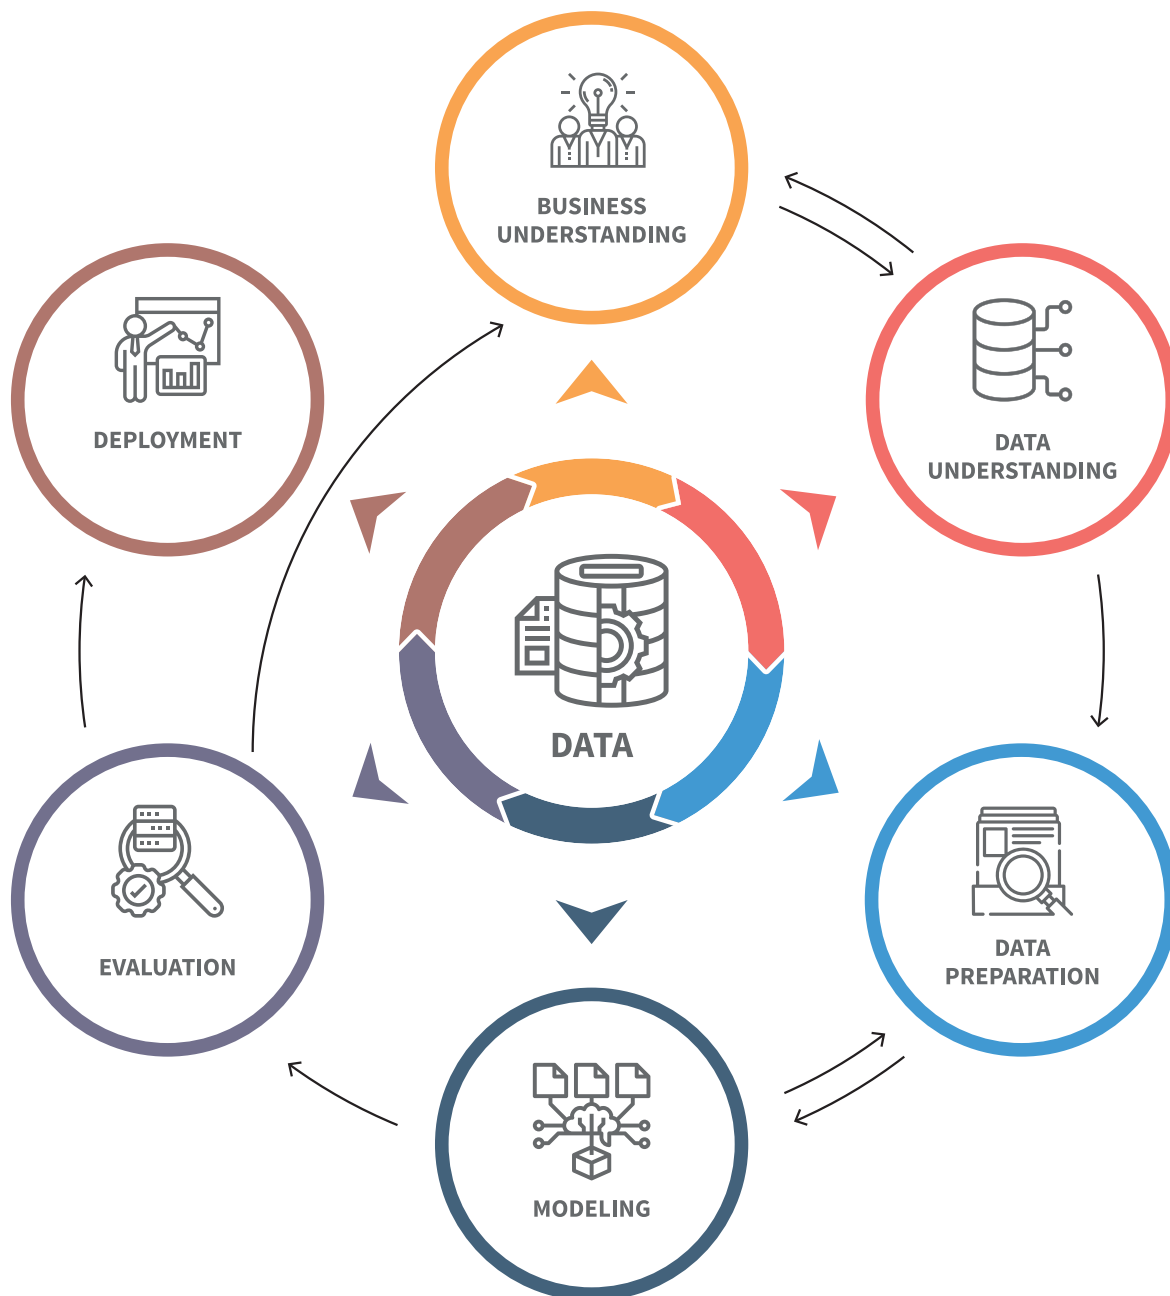 BUSINESS
UNDERSTANDING
DATA
UNDERSTANDING
DATA
PREPARATION
MODELING
EVALUATION
DEPLOYMENT
DATA